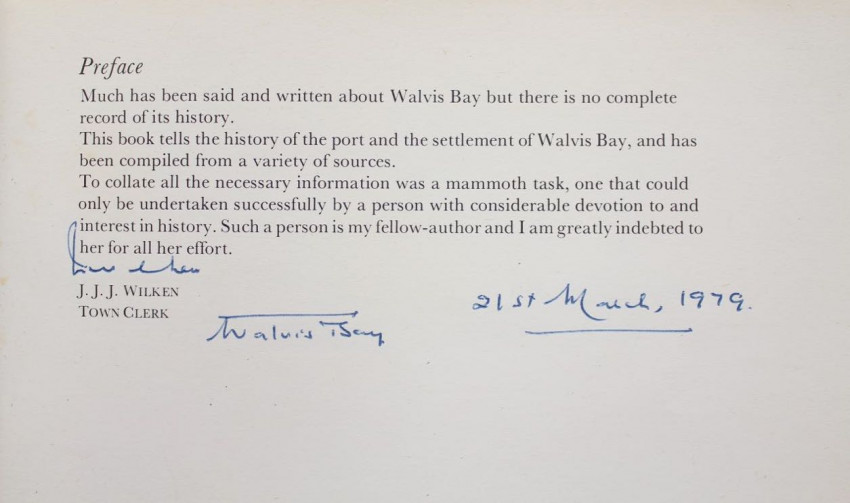 Preface
Much has been said and written about Walvis Bay but there is no complete
record of its history.
This book tells the history of the port and the settlement of Walvis Bay, and has
been compiled from a variety of sources.
To collate all the necessary information was a mammoth task, one that could
only be undertaken successfully by a person with considerable devotion to and
interest in history. Such a person is my fellow-author and I am greatly indebted to
her for all her effort.
J. J. J. WILKEN
TOWN CLERK
Walvis Bay
21st March, 1979.